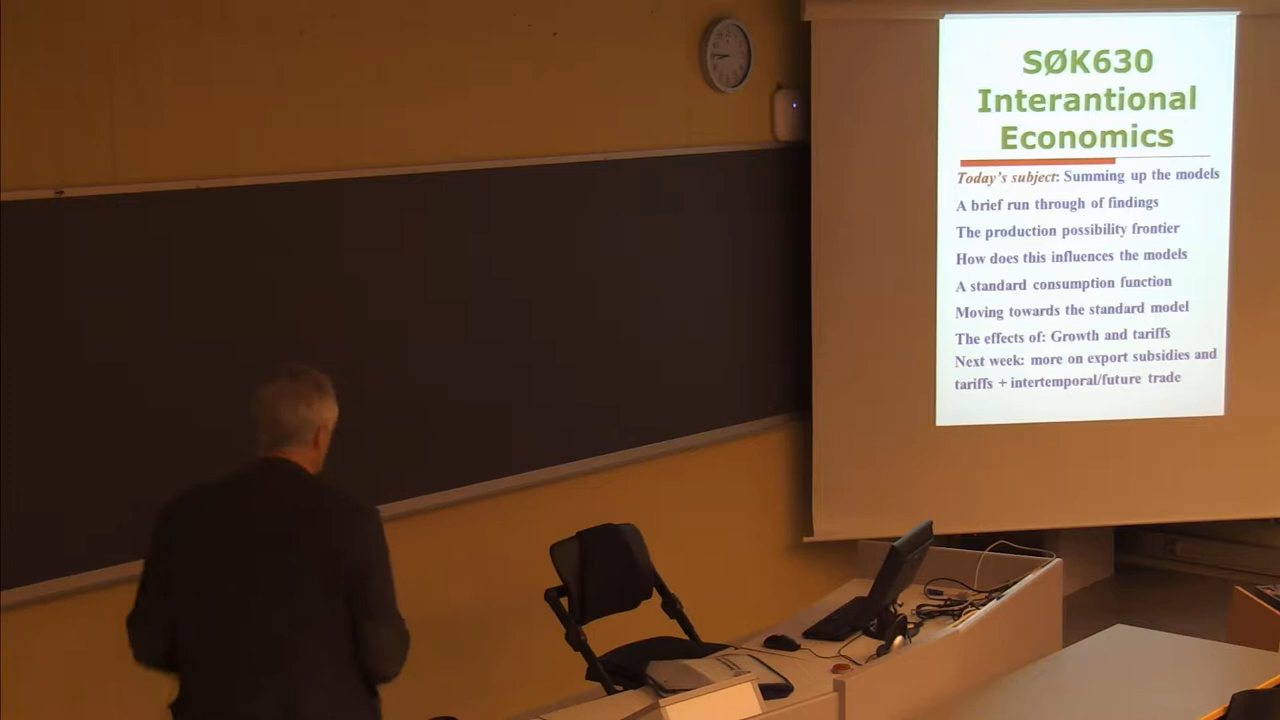 SØK630
Interantional
Economics
Today's subject: Summing up the models
A brief run through of findings
The production possibility frontier
How does this influences the models
A standard consumption function
Moving towards the standard model
The effects of: Growth and tariffs
Next week: more on export subsidies and
tariffs + intertemporal/future trade